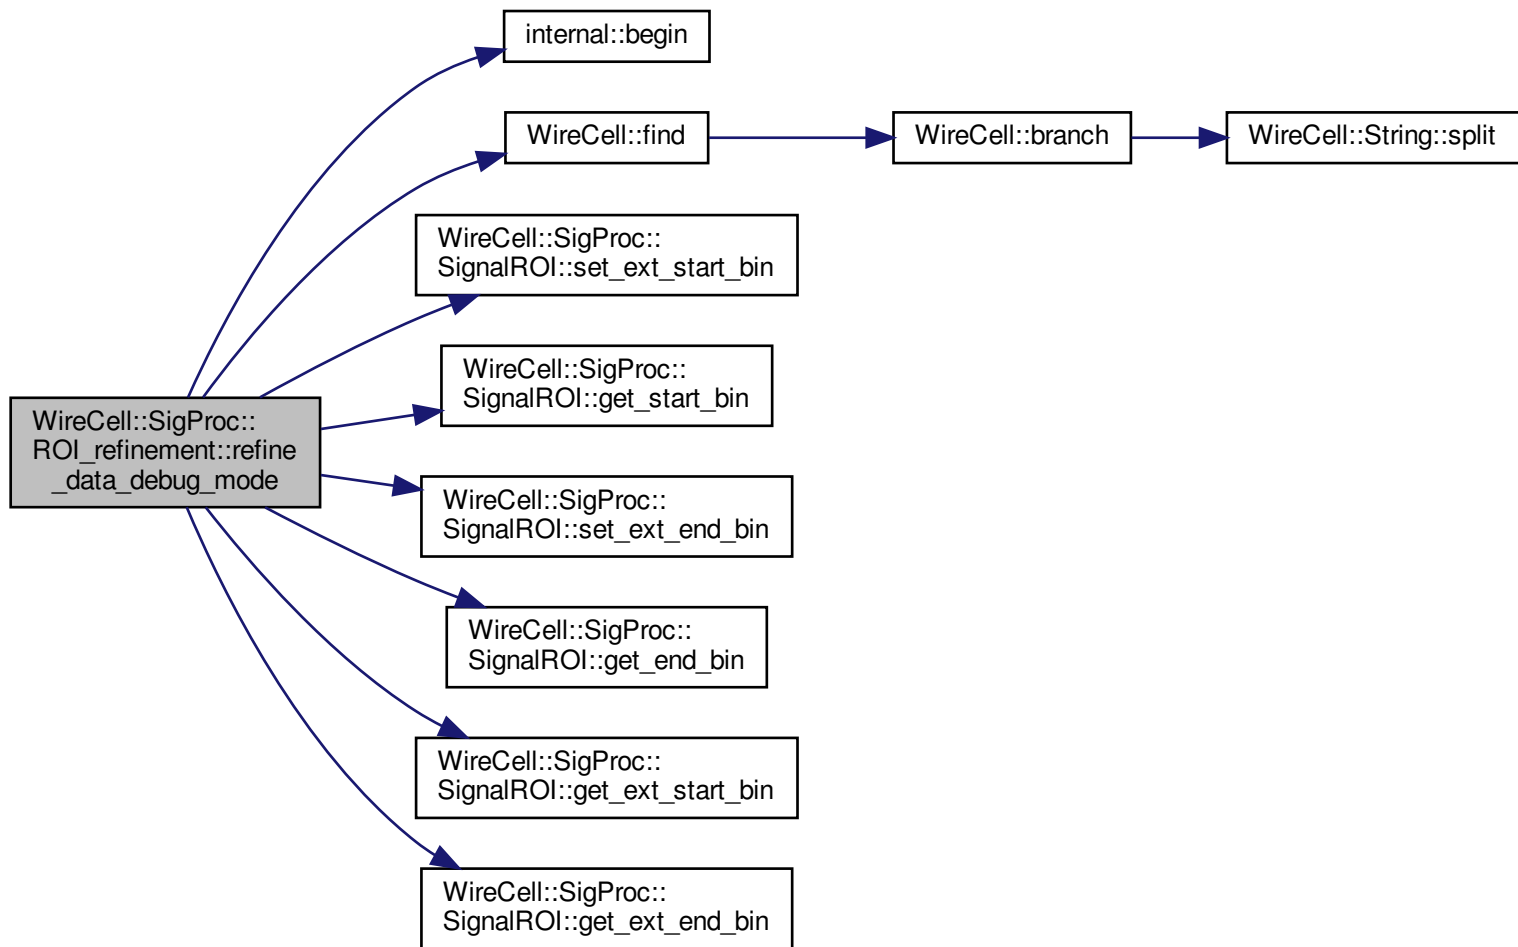 internal::begin
WireCell::find
WireCell::branch
WireCell::String::split
WireCell::SigProc::
SignalROI::set_ext_start_bin
WireCell::SigProc::
SignalROI::get_start_bin
WireCell::SigProc::
ROI_refinement::refine
_data_debug_mode
WireCell::SigProc::
SignalROI::set_ext_end_bin
WireCell::SigProc::
SignalROI::get_end_bin
WireCell::SigProc::
SignalROI::get_ext_start_bin
WireCell::SigProc::
SignalROI::get_ext_end_bin